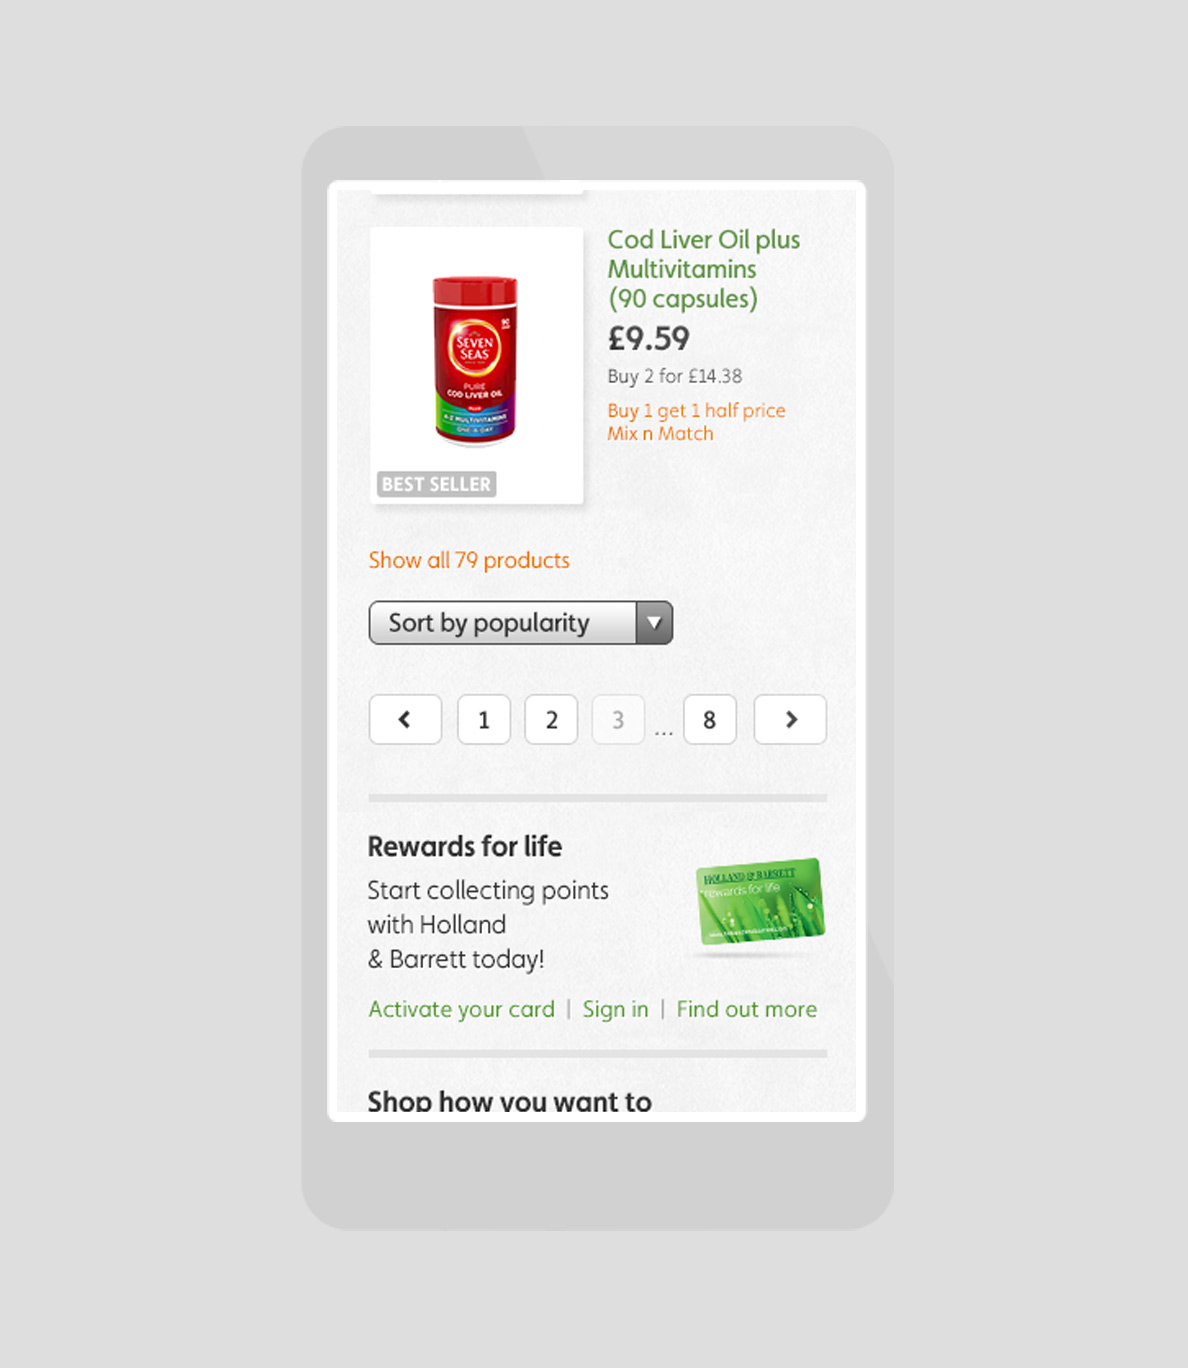 Cod Liver Oil plus
Multivitamins
(90 capsules)
£9.59
Buy 2 for £14.38
Buy 1 get 1 half price
Mix n Match
SEVEN
SEAS
PURE
COD LIVER OIL
PLUS
A-Z MULTIVITAMINS
ONE-A-DAY
90
BEST SELLER
Show all 79 products
Sort by popularity
1 2 3 ... 8
Rewards for life
Start collecting points
with Holland
& Barrett today!
HOLLAND & BARRETT
rewards for life
Activate your card | Sign in | Find out more
Shop how you want to